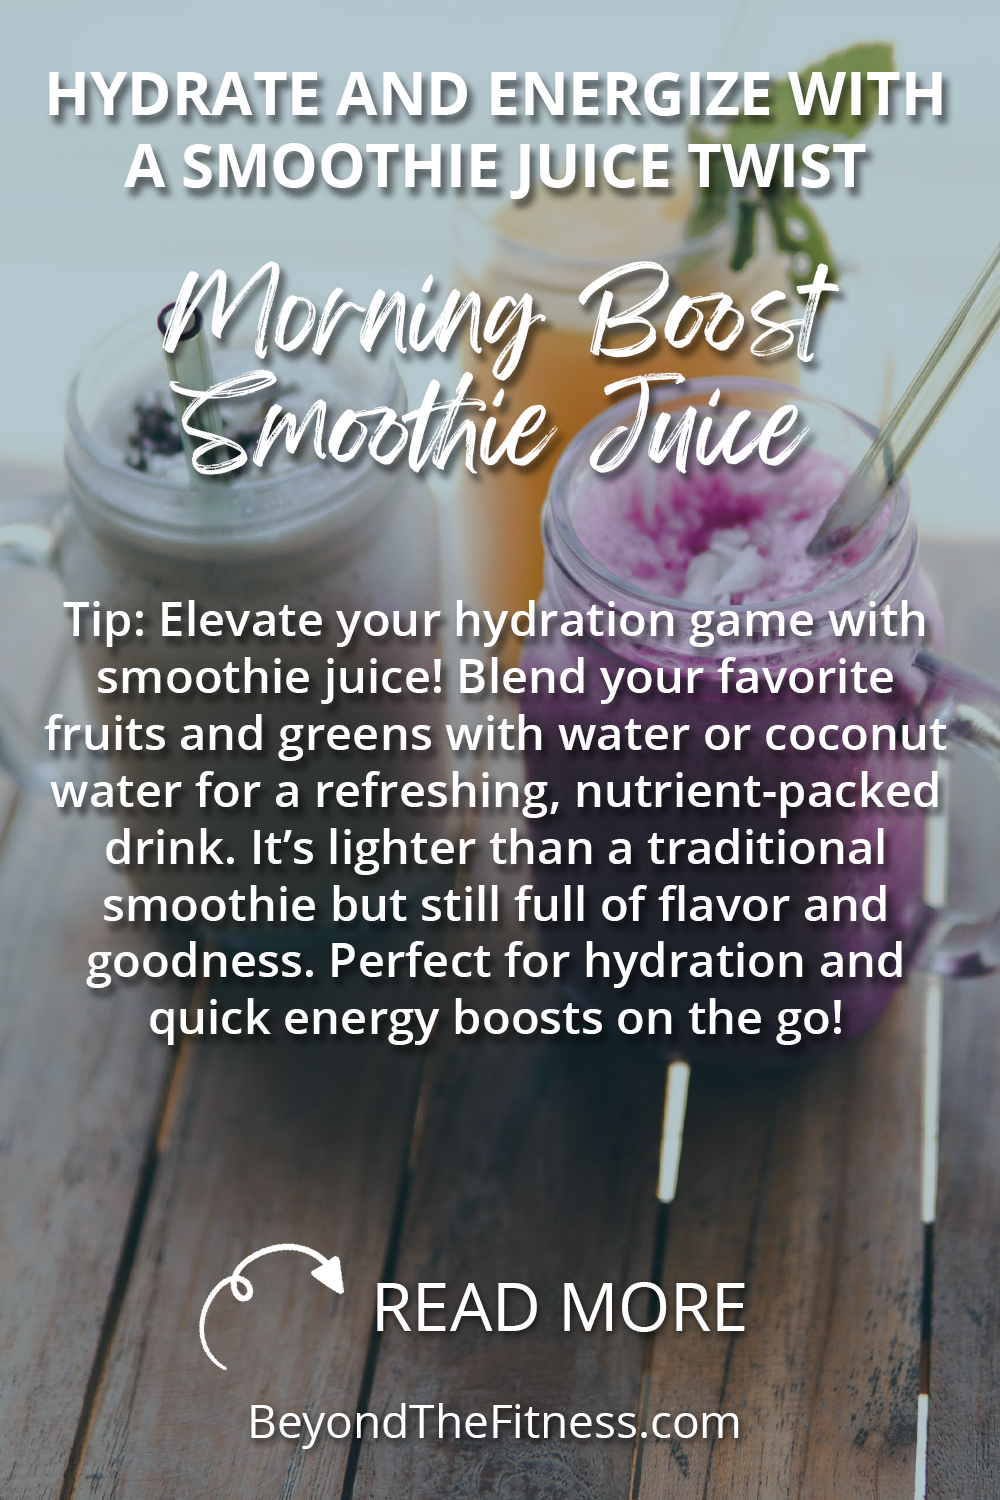 HYDRATE AND ENERGIZE WITH
A SMOOTHIE JUICE TWIST
Morning Boost
Smoothie Juice
Tip: Elevate your hydration game with
smoothie juice! Blend your favorite
fruits and greens with water or coconut
water for a refreshing, nutrient-packed
drink. It’s lighter than a traditional
smoothie but still full of flavor and
goodness. Perfect for hydration and
quick energy boosts on the go!
READ MORE
BeyondTheFitness.com